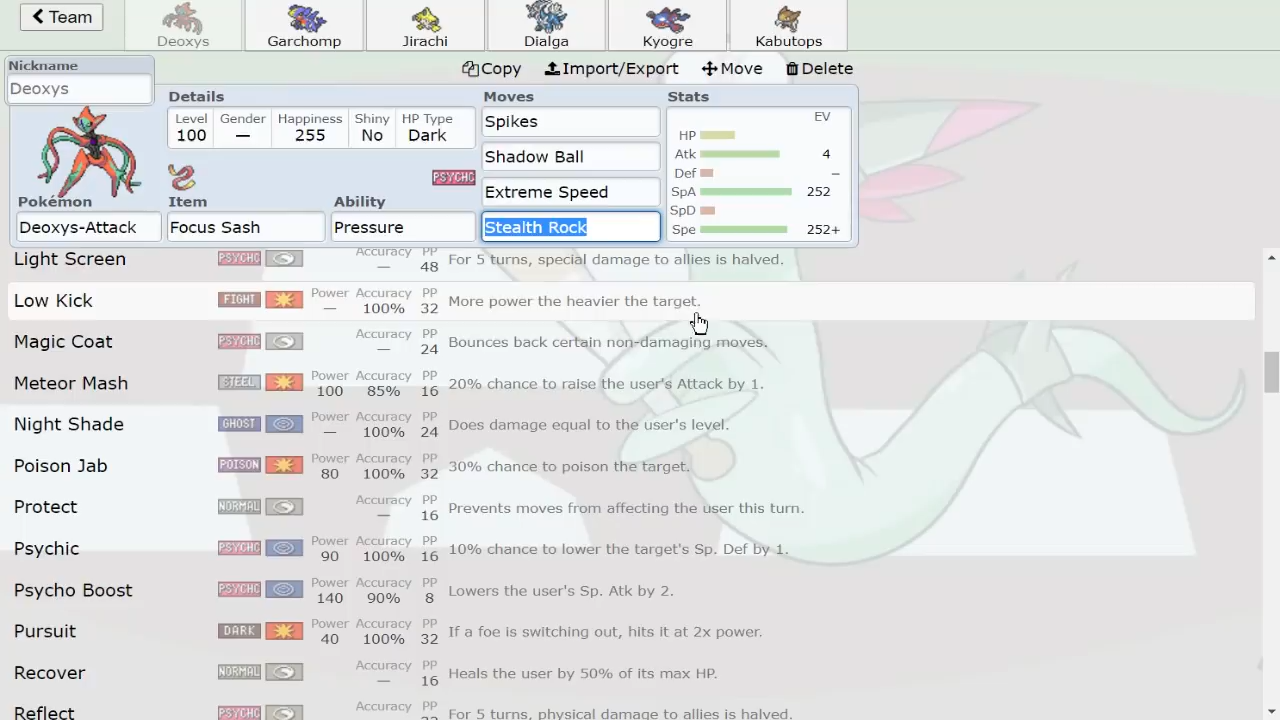 Team
Deoxys
Garchomp
Jirachi
Dialga
Kyogre
Kabutops
Copy
Import/Export
Move
Delete
Nickname
Deoxys
Details
Moves
Stats
Level
100
Gender
—
Happiness
255
Shiny
No
HP Type
Dark
Spikes
Shadow Ball
Extreme Speed
Stealth Rock
EV
HP
Atk 4
Def –
SpA 252
SpD
Spe 252+
PSYCHC
Pokémon
Deoxys-Attack
Item
Focus Sash
Ability
Pressure
Light Screen PSYCHC Accuracy — PP 48 For 5 turns, special damage to allies is halved.
Low Kick FIGHT Power — Accuracy 100% PP 32 More power the heavier the target.
Magic Coat PSYCHC Accuracy — PP 24 Bounces back certain non-damaging moves.
Meteor Mash STEEL Power 100 Accuracy 85% PP 16 20% chance to raise the user's Attack by 1.
Night Shade GHOST Power — Accuracy 100% PP 24 Does damage equal to the user's level.
Poison Jab POISON Power 80 Accuracy 100% PP 32 30% chance to poison the target.
Protect NORMAL Accuracy — PP 16 Prevents moves from affecting the user this turn.
Psychic PSYCHC Power 90 Accuracy 100% PP 16 10% chance to lower the target's Sp. Def by 1.
Psycho Boost PSYCHC Power 140 Accuracy 90% PP 8 Lowers the user's Sp. Atk by 2.
Pursuit DARK Power 40 Accuracy 100% PP 32 If a foe is switching out, hits it at 2x power.
Recover NORMAL Accuracy — PP 16 Heals the user by 50% of its max HP.
Reflect PSYCHC Accuracy PP For 5 turns, physical damage to allies is halved.